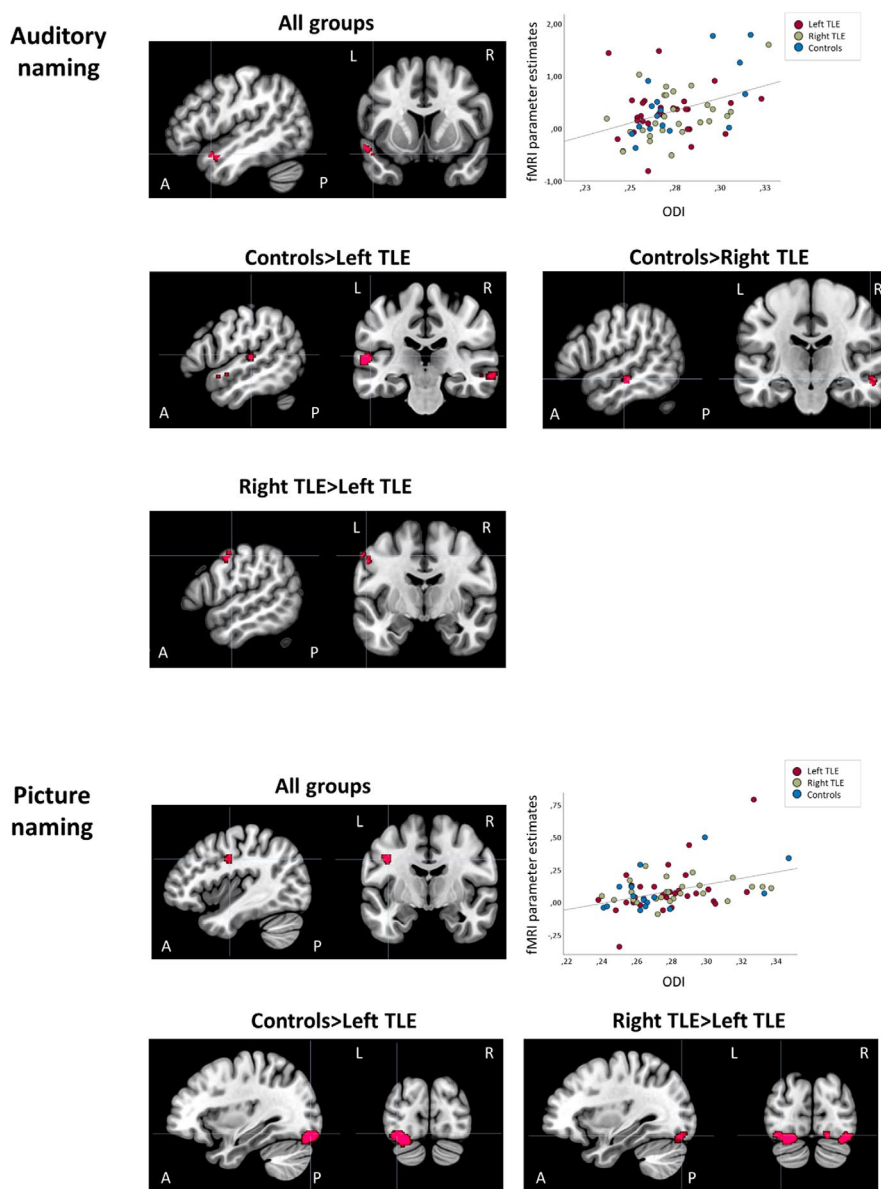 Auditory
naming
All groups
L
R
A
P
fMRI parameter estimates
2,00
1,00
,00
-1,00
,23
,25
,28
,30
,33
ODI
Left TLE
Right TLE
Controls
Controls>Left TLE
L
R
A
P
Controls>Right TLE
L
R
A
P
Right TLE>Left TLE
L
R
A
P
Picture
naming
All groups
L
R
A
P
fMRI parameter estimates
,75
,50
,25
,00
-,25
,22
,24
,26
,28
,30
,32
,34
ODI
Left TLE
Right TLE
Controls
Controls>Left TLE
L
R
A
P
Right TLE>Left TLE
L
R
A
P